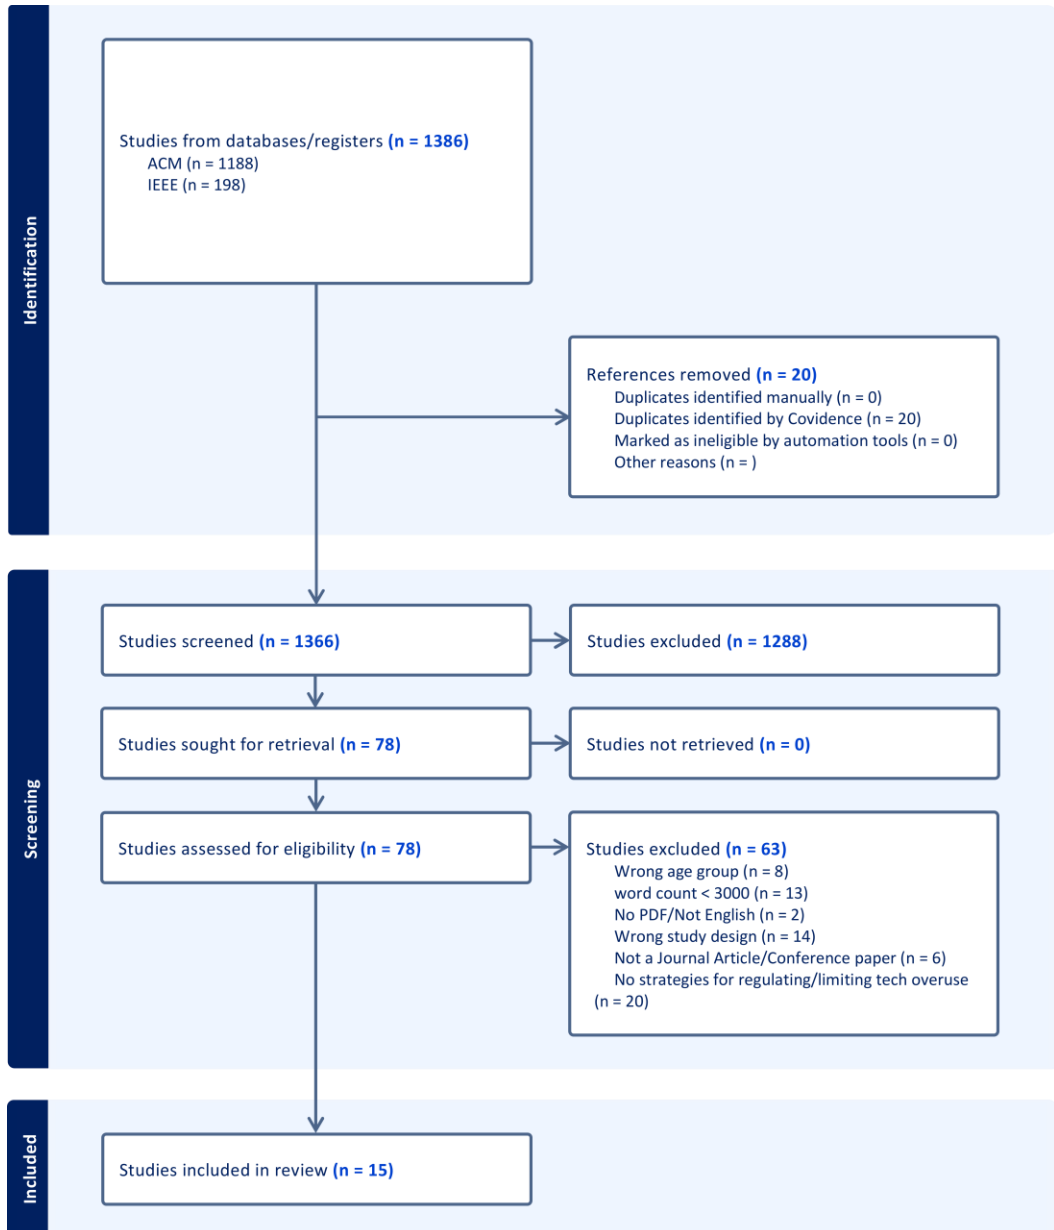 Identification
Studies from databases/registers (n = 1386)
ACM (n = 1188)
IEEE (n = 198)
References removed (n = 20)
Duplicates identified manually (n = 0)
Duplicates identified by Covidence (n = 20)
Marked as ineligible by automation tools (n = 0)
Other reasons (n = )
Screening
Studies screened (n = 1366)
Studies excluded (n = 1288)
Studies sought for retrieval (n = 78)
Studies not retrieved (n = 0)
Studies assessed for eligibility (n = 78)
Studies excluded (n = 63)
Wrong age group (n = 8)
word count < 3000 (n = 13)
No PDF/Not English (n = 2)
Wrong study design (n = 14)
Not a Journal Article/Conference paper (n = 6)
No strategies for regulating/limiting tech overuse
(n = 20)
Included
Studies included in review (n = 15)